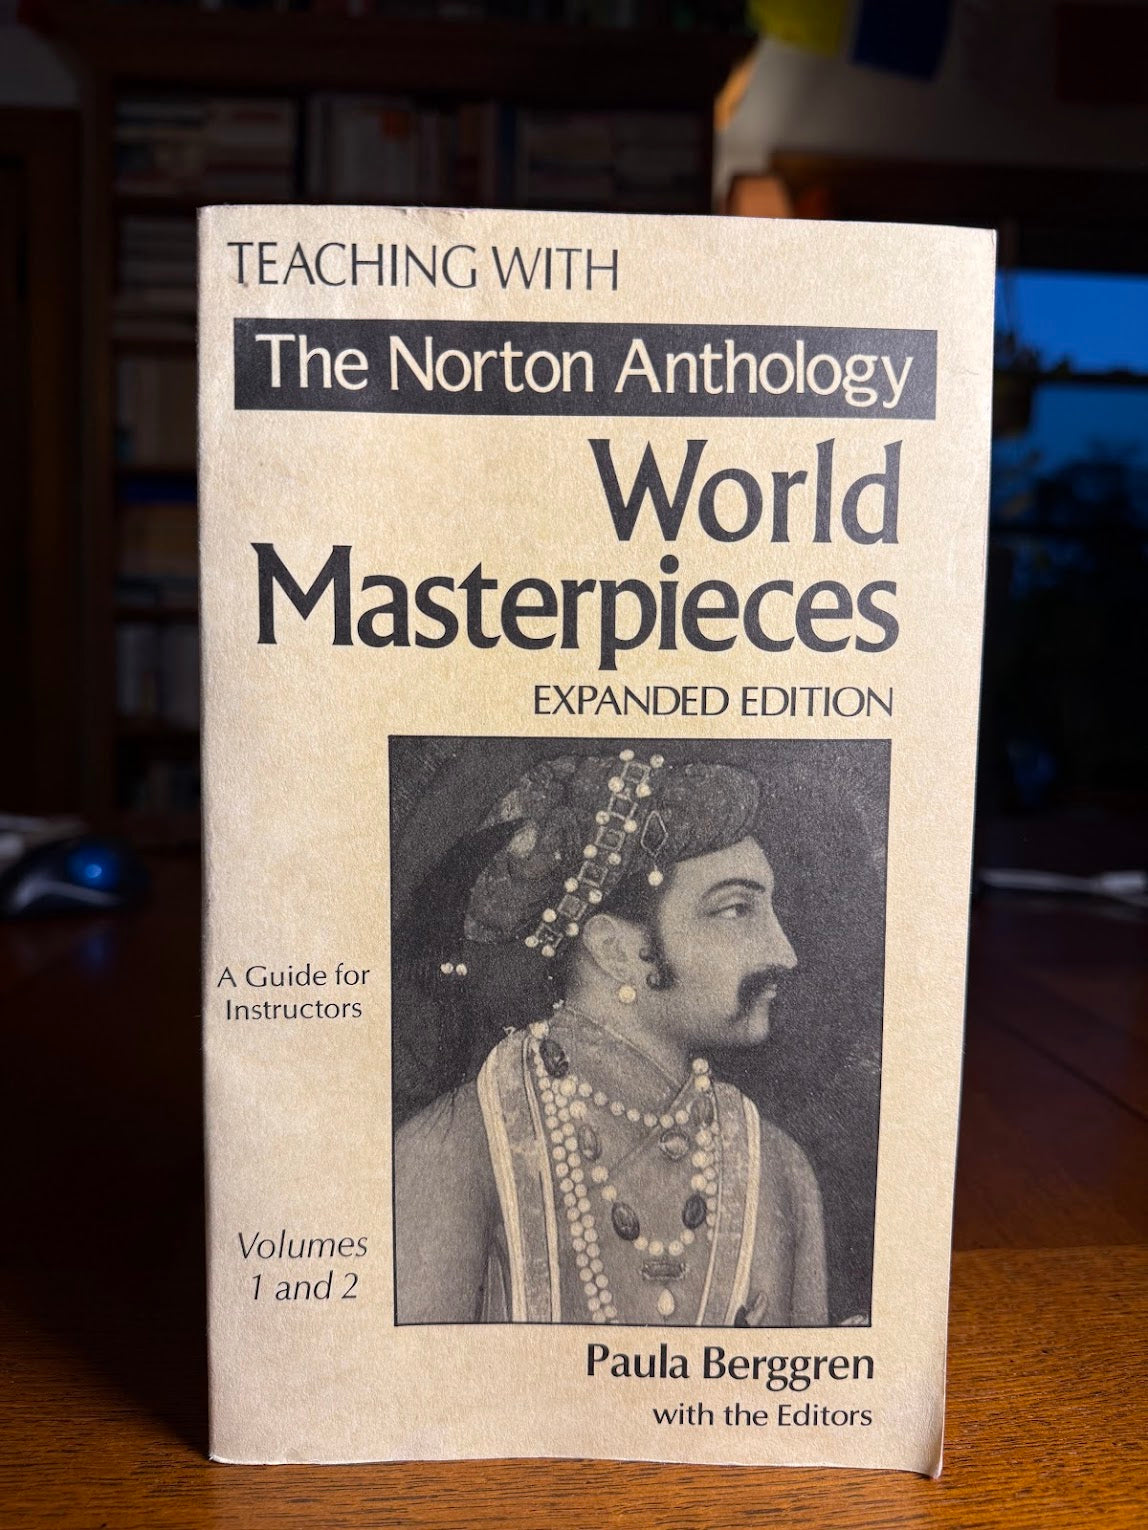 TEACHING WITH
The Norton Anthology
World
Masterpieces
EXPANDED EDITION
A Guide for
Instructors
Volumes
1 and 2
Paula Berggren
with the Editors